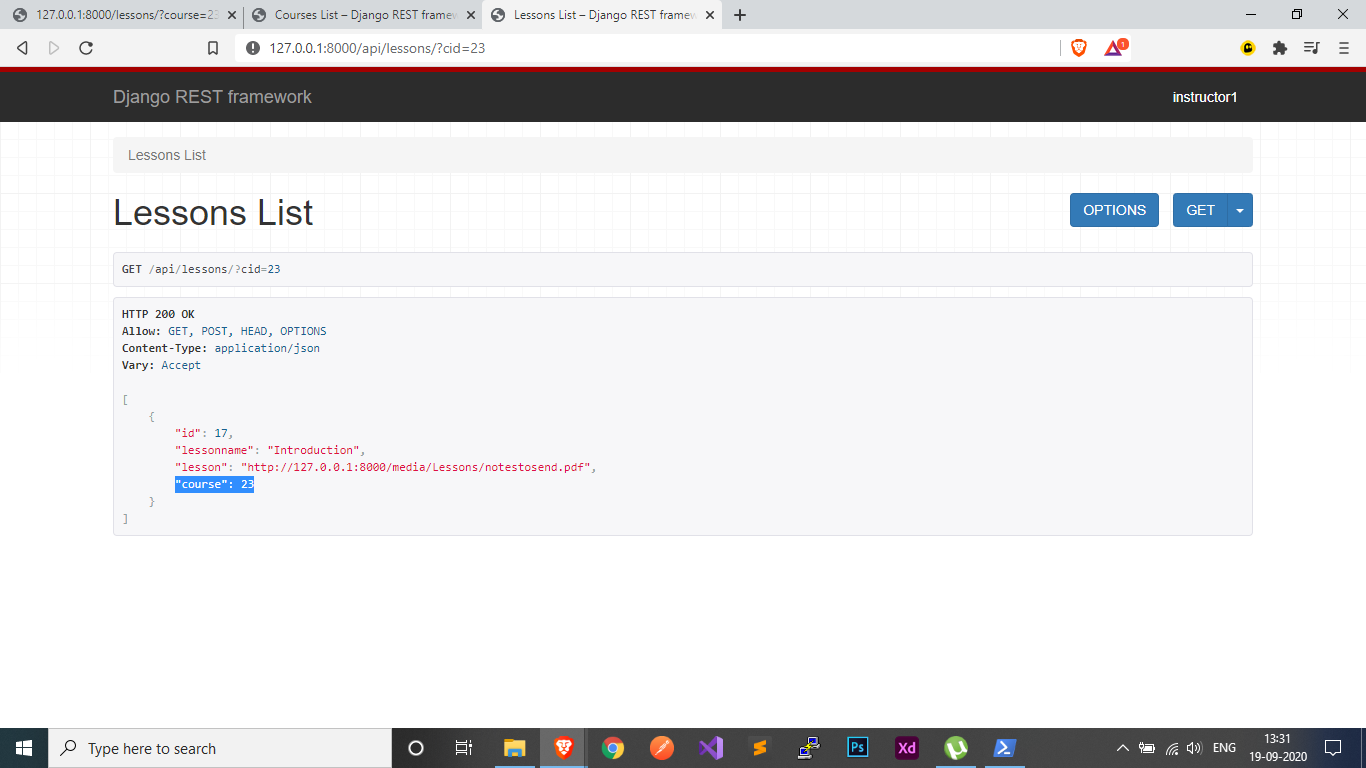 127.0.0.1:8000/lessons/?course=23
Courses List – Django REST framew
Lessons List – Django REST framew
127.0.0.1:8000/api/lessons/?cid=23
1
Django REST framework
instructor1
Lessons List
Lessons List
OPTIONS
GET
GET /api/lessons/?cid=23
HTTP 200 OK
Allow: GET, POST, HEAD, OPTIONS
Content-Type: application/json
Vary: Accept
[
{
"id": 17,
"lessonname": "Introduction",
"lesson": "http://127.0.0.1:8000/media/Lessons/notestosend.pdf",
"course": 23
}
]
Type here to search
Ps
Xd
ENG
13:31
19-09-2020